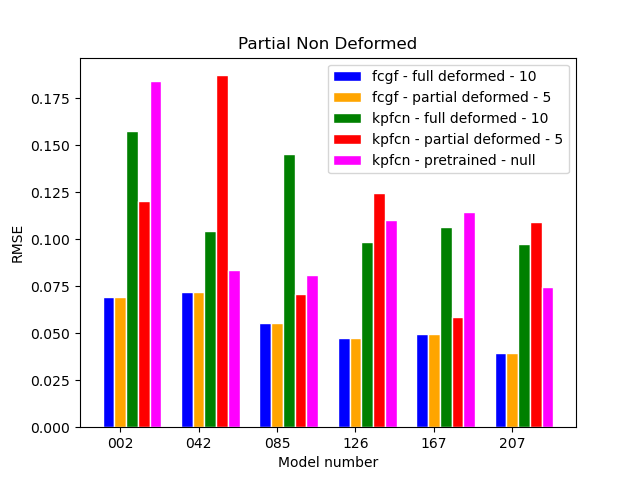 Partial Non Deformed
fcgf - full deformed - 10
fcgf - partial deformed - 5
kpfcn - full deformed - 10
kpfcn - partial deformed - 5
kpfcn - pretrained - null
RMSE
0.175
0.150
0.125
0.100
0.075
0.050
0.025
0.000
002 042 085 126 167 207
Model number